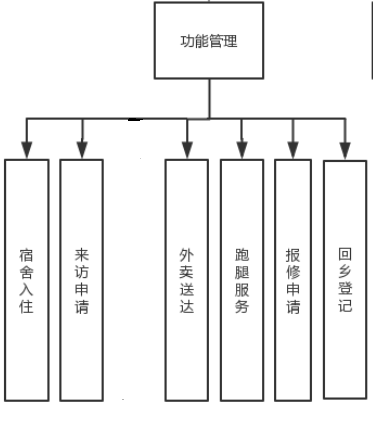 功能管理
宿舍入住
来访申请
外卖送达
跑腿服务
报修申请
回乡登记